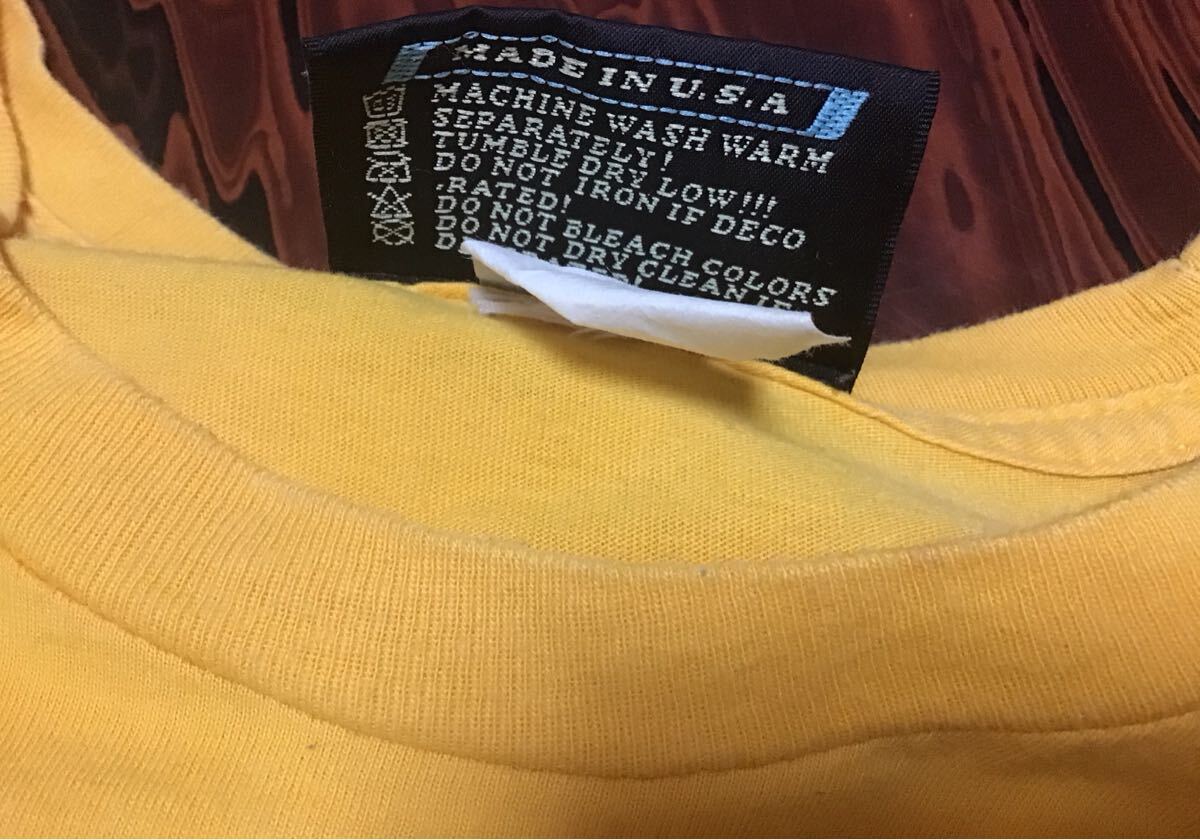 MADE IN U.S.A
MACHINE WASH WARM
SEPARATELY!
TUMBLE DRY LOW!!!
DO NOT IRON IF DECO
.RATED!
DO NOT BLEACH COLORS
DO NOT DRY CLEAN IF